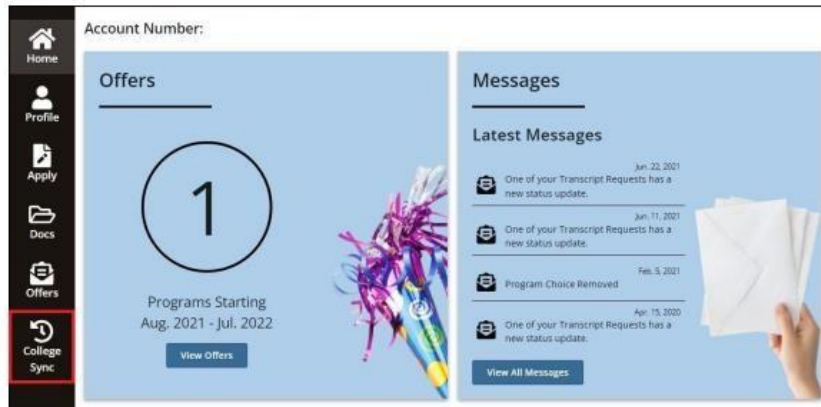 Account Number:
Home
Profile
Apply
Docs
Offers
College
Sync
Offers
1
Programs Starting
Aug. 2021 - Jul. 2022
View Offers
Messages
Latest Messages
Jun. 22, 2021
One of your Transcript Requests has a
new status update.
Jun. 11, 2021
One of your Transcript Requests has a
new status update.
Feb. 5, 2021
Program Choice Removed
Apr. 15, 2020
One of your Transcript Requests has a
new status update.
View All Messages